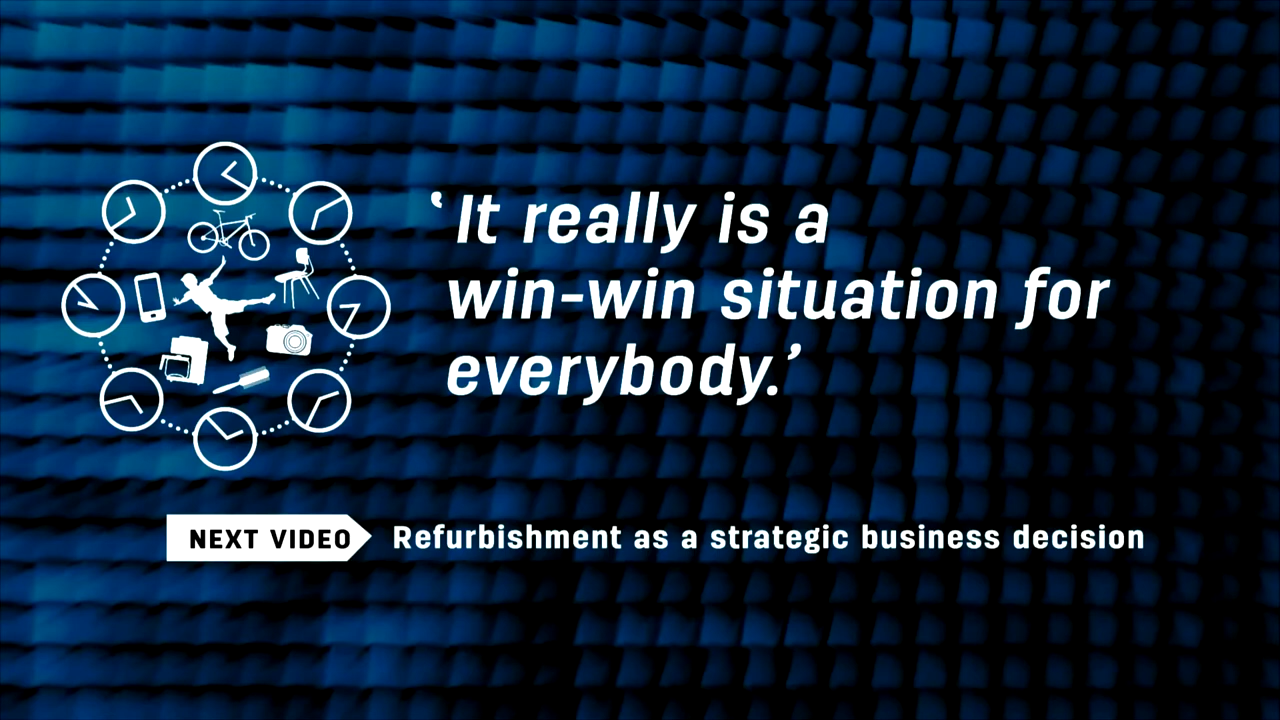 ‘It really is a
win-win situation for
everybody.’
NEXT VIDEO Refurbishment as a strategic business decision